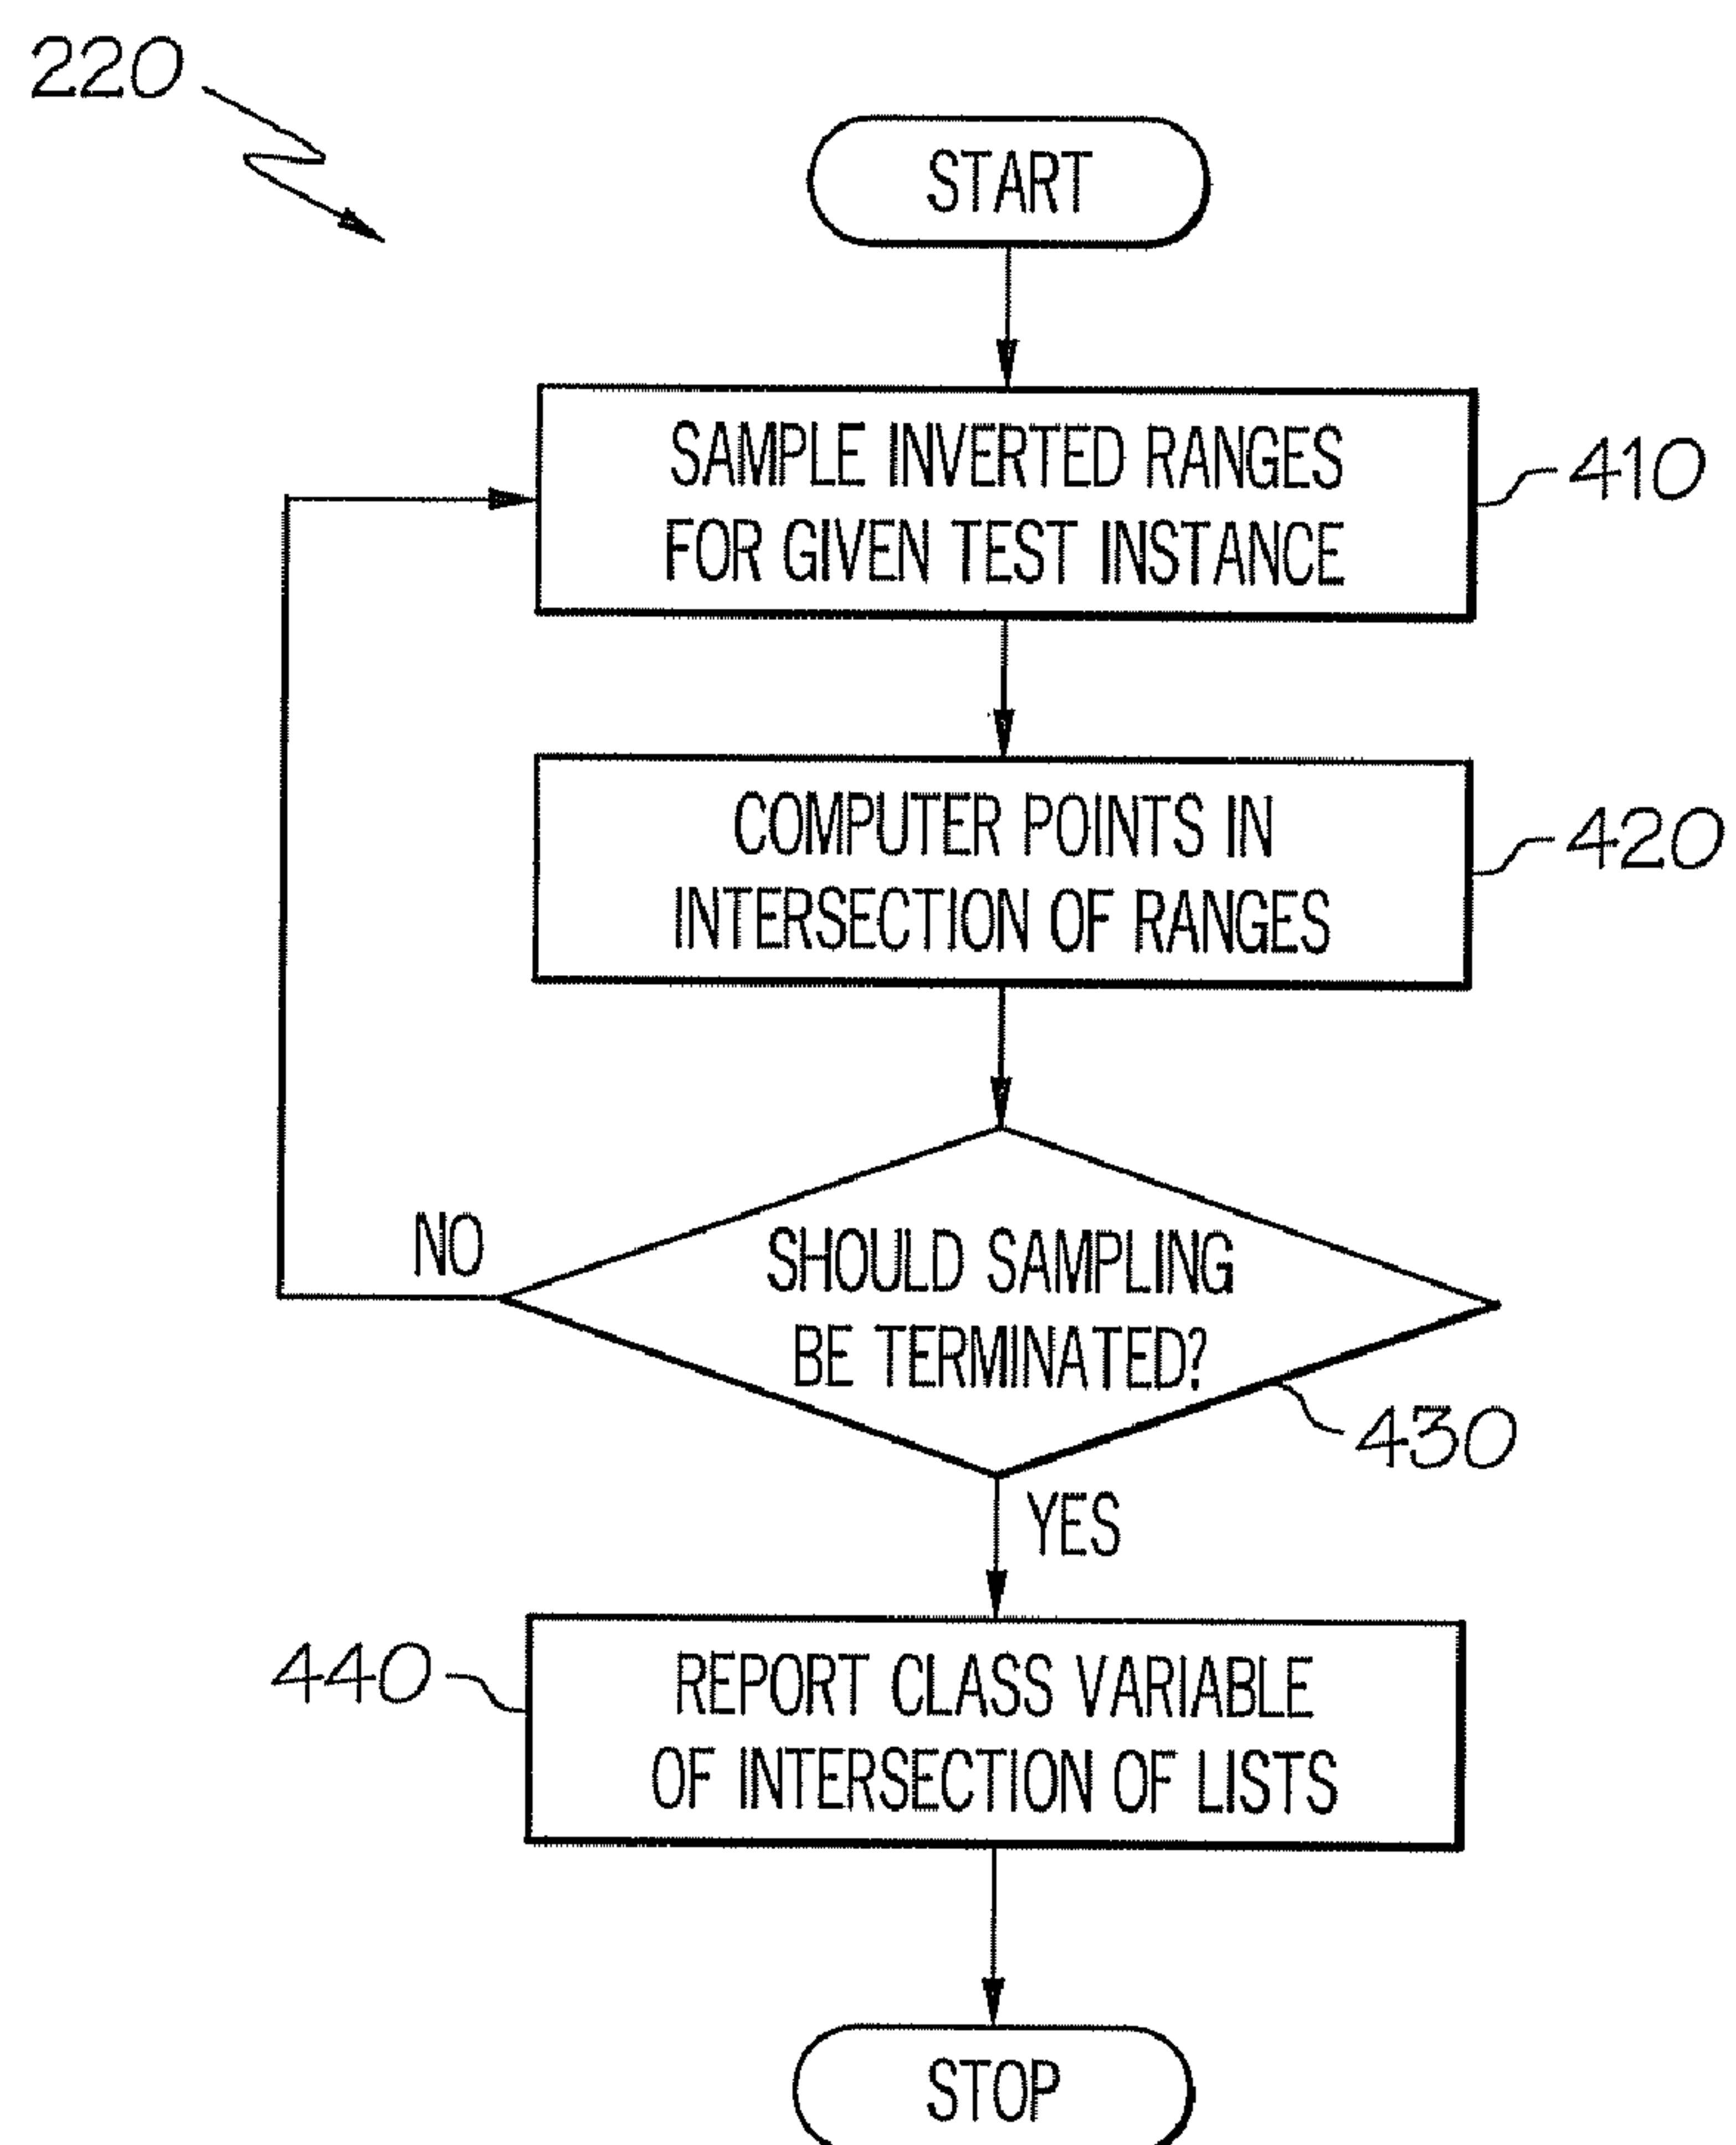 220
START
SAMPLE INVERTED RANGES
FOR GIVEN TEST INSTANCE
410
COMPUTER POINTS IN
INTERSECTION OF RANGES
420
NO
SHOULD SAMPLING
BE TERMINATED?
430
YES
440
REPORT CLASS VARIABLE
OF INTERSECTION OF LISTS
STOP